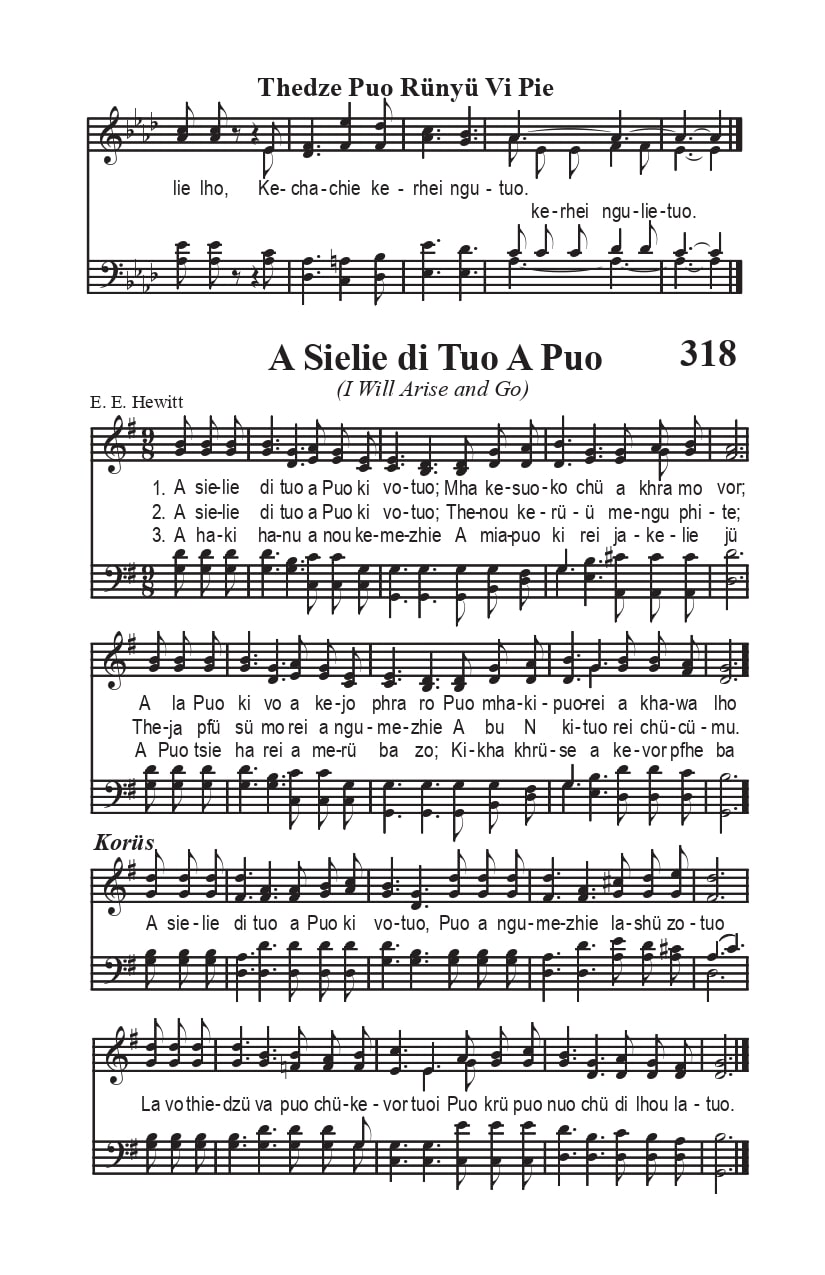 Thedze Puo Rünyü Vi Pie
lie lho, Ke-cha-chie ke-rhei ngu-tuo.
ke-rhei ngu-lie-tuo.
A Sielie di Tuo A Puo 318
(I Will Arise and Go)
E. E. Hewitt
1. A sie-lie di tuo a Puo ki vo-tuo; Mha ke-suo-ko chü a khra mo vor;
2. A sie-lie di tuo a Puo ki vo-tuo; The-nou ke-rü-ü me-ngu phi-te;
3. A ha-ki ha-nu a nou ke-me-zhie A mia-puo ki rei ja-ke-lie jü
A la Puo ki vo a ke-jo phra ro Puo mha-ki-puo-rei a kha-wa lho
The-ja pfü sü mo rei a ngu-me-zhie A bu N ki-tuo rei chü-cü-mu.
A Puo tsie ha rei a me-rü ba zo; Ki-kha khrü-se a ke-vor pfhe ba
Korüs
A sie-lie di tuo a Puo ki vo-tuo, Puo a ngu-me-zhie la-shü zo-tuo
La vo thie-dzü va puo chü-ke-vor tuoi Puo krü puo nuo chü di lhou la-tuo.